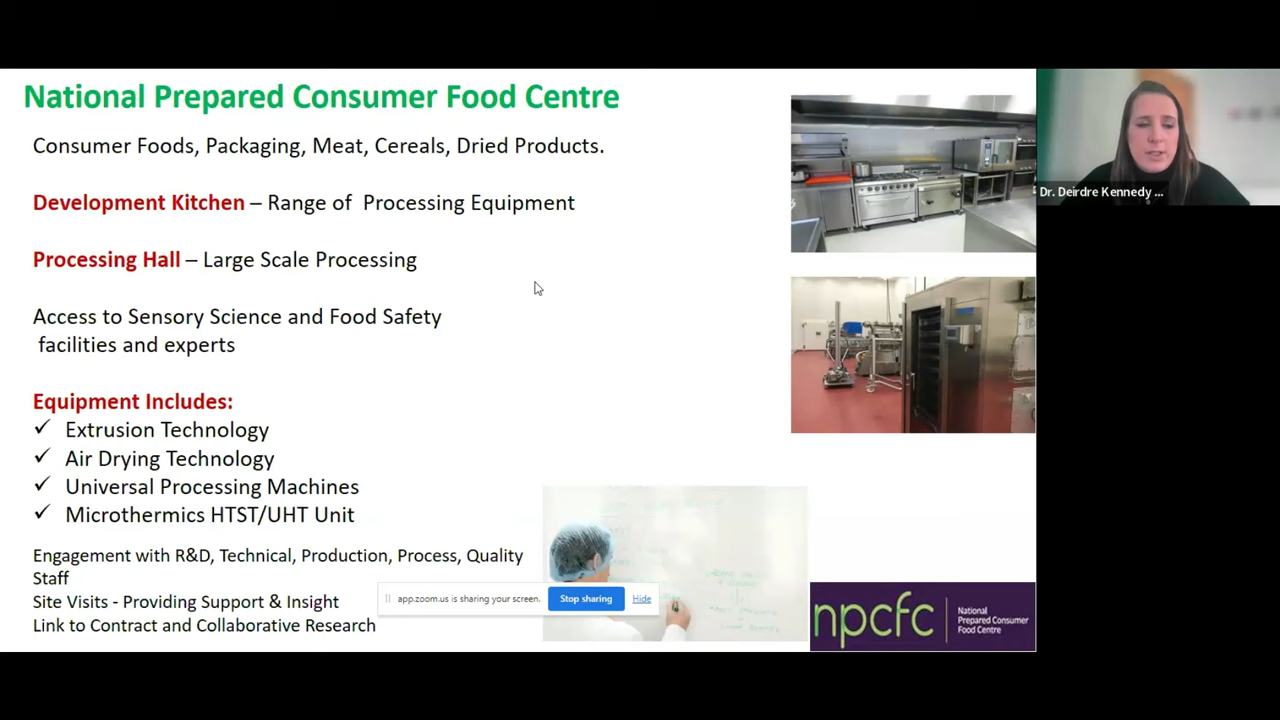 National Prepared Consumer Food Centre
Consumer Foods, Packaging, Meat, Cereals, Dried Products.
Development Kitchen – Range of  Processing Equipment
Processing Hall – Large Scale Processing
Access to Sensory Science and Food Safety
facilities and experts
Equipment Includes:
✓ Extrusion Technology
✓ Air Drying Technology
✓ Universal Processing Machines
✓ Microthermics HTST/UHT Unit
Engagement with R&D, Technical, Production, Process, Quality
Staff
Site Visits - Providing Support & Insight
Link to Contract and Collaborative Research
app.zoom.us is sharing your screen. Stop sharing Hide
npcfc
National
Prepared Consumer
Food Centre
Dr. Deirdre Kennedy ...